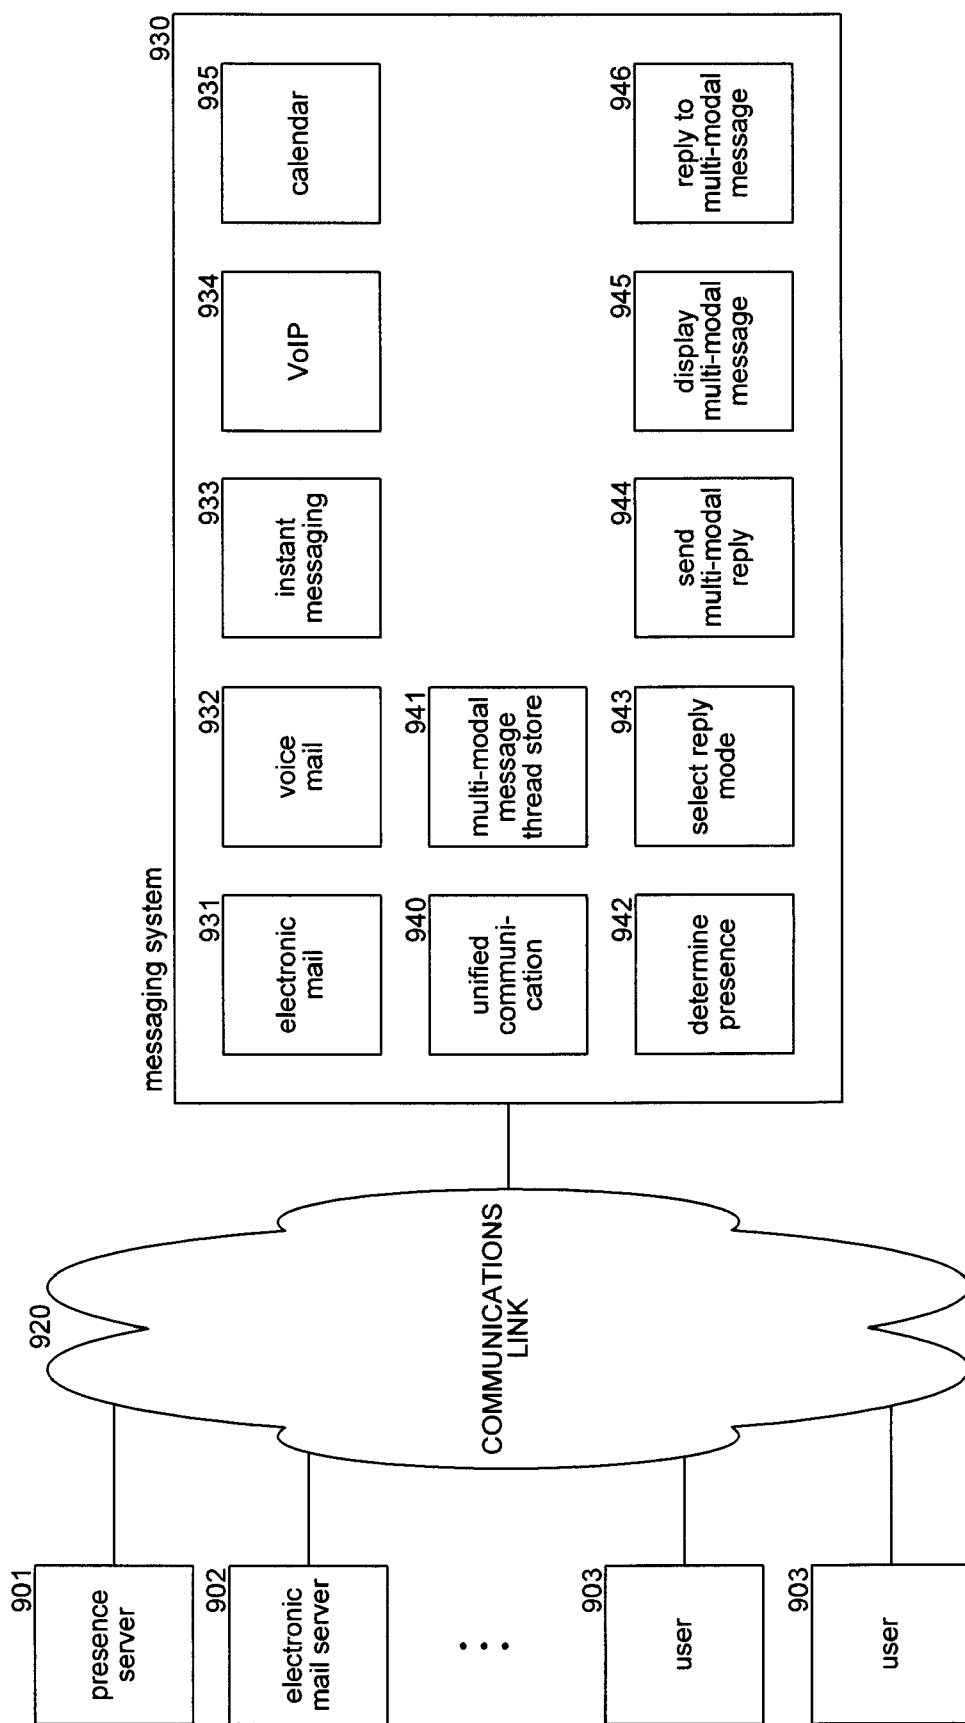 901
presence
server
902
electronic
mail server
...
903
user
903
user
920
COMMUNICATIONS
LINK
messaging system
930
931
electronic
mail
932
voice
mail
933
instant
messaging
934
VoIP
935
calendar
940
unified
communi-
cation
941
multi-modal
message
thread store
942
determine
presence
943
select reply
mode
944
send
multi-modal
reply
945
display
multi-modal
message
946
reply to
multi-modal
message